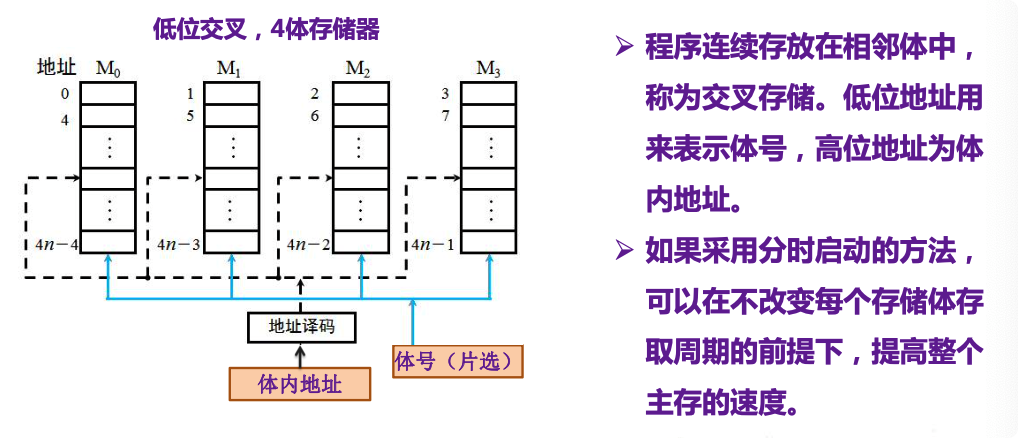 低位交叉，4体存储器
地址 M0 M1 M2 M3
0 1 2 3
4 5 6 7
⋮ ⋮ ⋮ ⋮
⋮ ⋮ ⋮ ⋮
4n－4 4n－3 4n－2 4n－1
地址译码
体号（片选）
体内地址
➢ 程序连续存放在相邻体中，
称为交叉存储。低位地址用
来表示体号，高位地址为体
内地址。
➢ 如果采用分时启动的方法，
可以在不改变每个存储体存
取周期的前提下，提高整个
主存的速度。